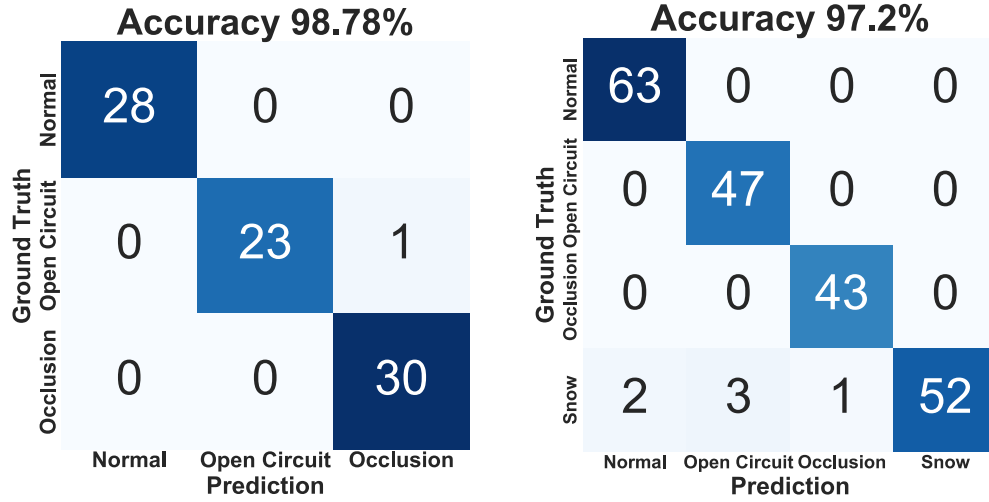 Accuracy 98.78%
Ground Truth
Normal
Open Circuit
Occlusion
28 0 0
0 23 1
0 0 30
Normal Open Circuit Occlusion
Prediction
Accuracy 97.2%
Ground Truth
Normal
Open Circuit
Occlusion
Snow
63 0 0 0
0 47 0 0
0 0 43 0
2 3 1 52
Normal Open Circuit Occlusion Snow
Prediction